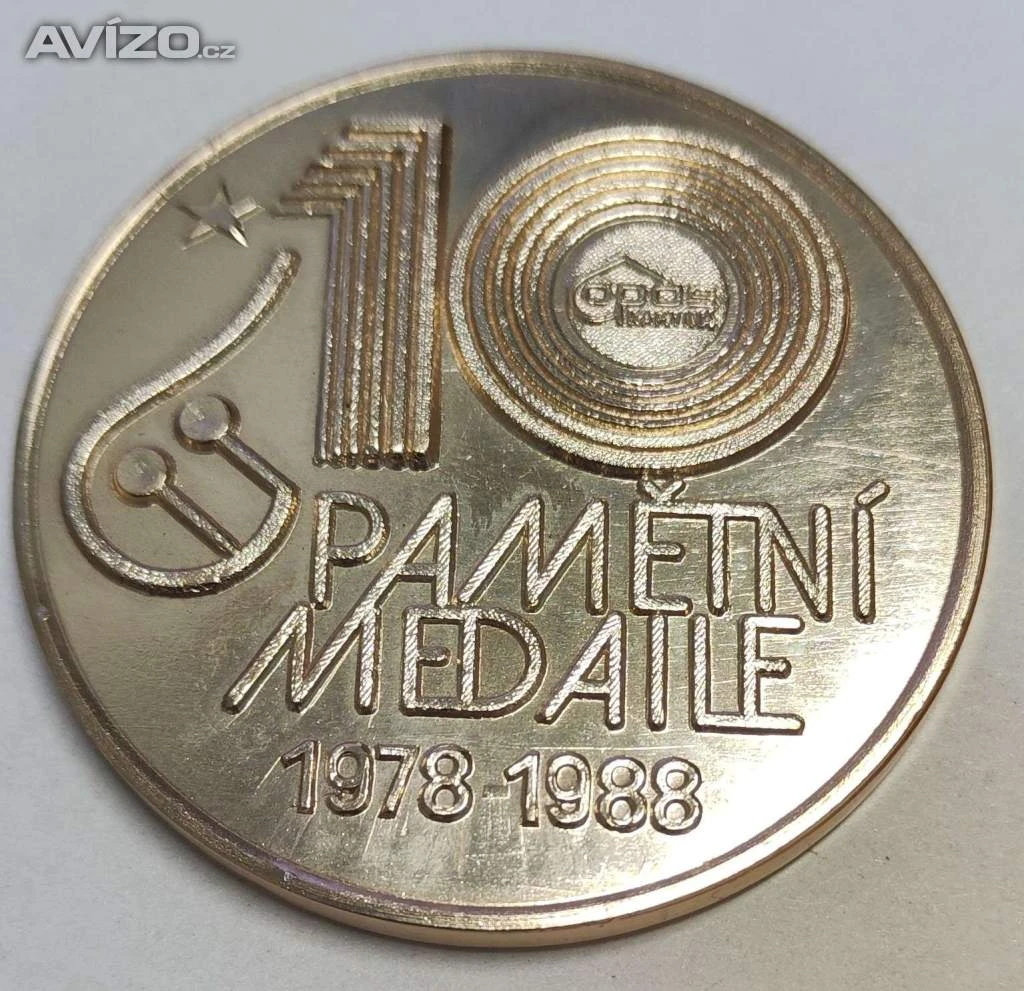 AVÍZO.cz
10
PAMĚTNÍ
MEDAILE
1978-1988